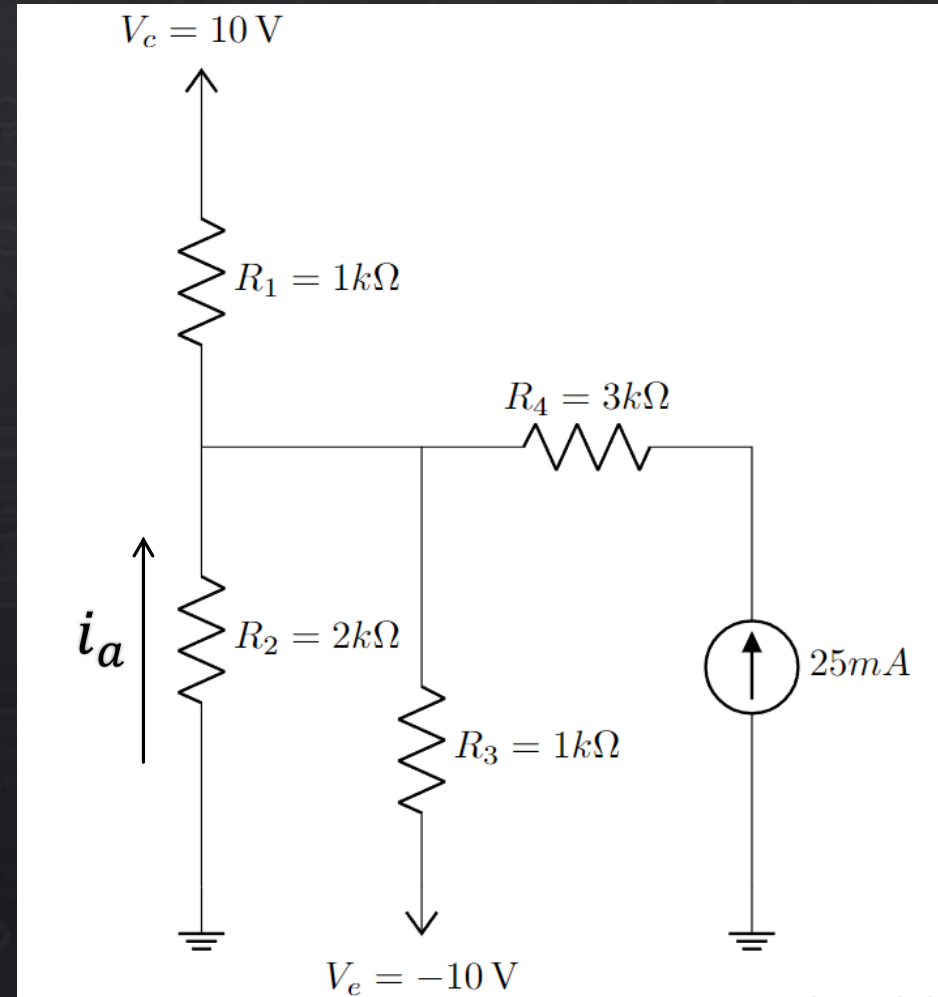 V_c = 10 V
R_1 = 1kΩ
R_4 = 3kΩ
i_a
R_2 = 2kΩ
25mA
R_3 = 1kΩ
V_e = −10 V